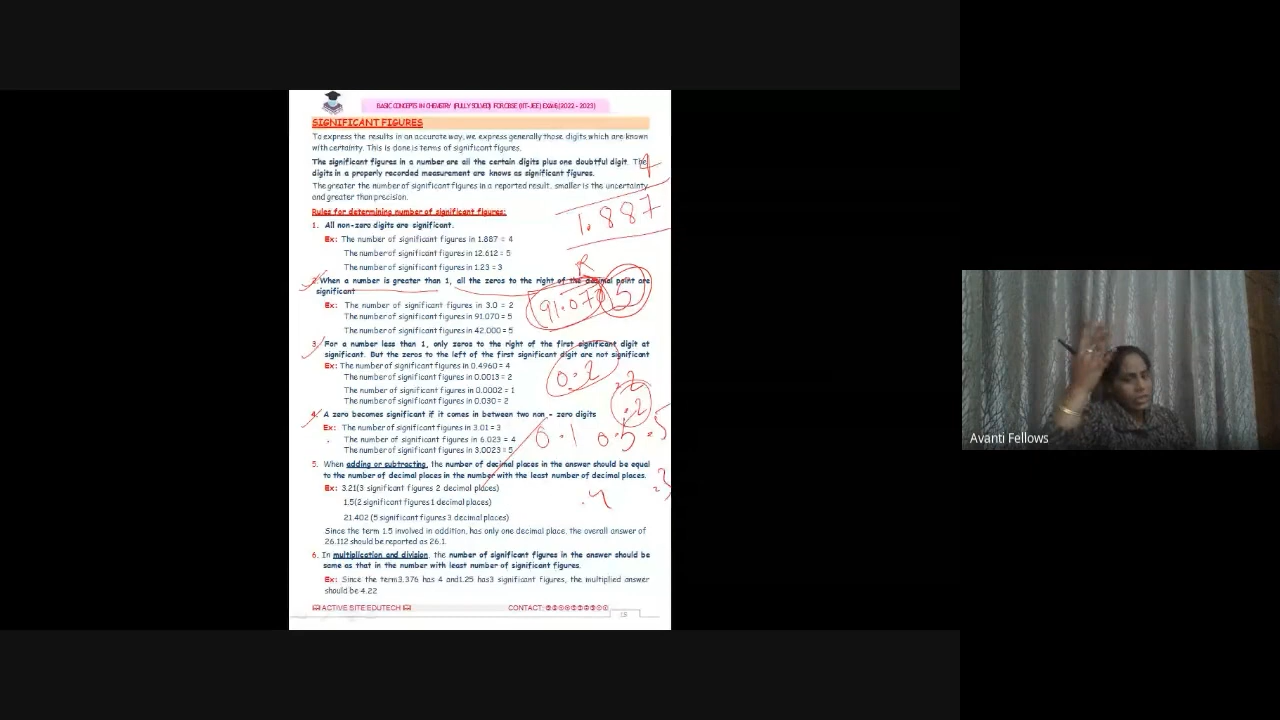 BASIC CONCEPTS IN CHEMISTRY (FULLY SOLVED) FOR CBSE (IIT-JEE) EXAMS (2022 - 2023)
SIGNIFICANT FIGURES
To express the results in an accurate way, we express generally those digits which are known
with certainty. This is done is terms of significant figures.
The significant figures in a number are all the certain digits plus one doubtful digit. The
digits in a properly recorded measurement are known as significant figures.
The greater the number of significant figures in a reported result, smaller is the uncertainty
and greater than precision.
Rules for determining number of significant figures:
1. All non-zero digits are significant.
Ex: The number of significant figures in 1.887 = 4
The number of significant figures in 12.612 = 5
The number of significant figures in 1.23 = 3
4
1.887
2. When a number is greater than 1, all the zeros to the right of the decimal point are
significant
Ex: The number of significant figures in 3.0 = 2
The number of significant figures in 91.070 = 5
The number of significant figures in 42.000 = 5
R
91.070 5
3. For a number less than 1, only zeros to the right of the first significant digit at
significant. But the zeros to the left of the first significant digit are not significant
Ex: The number of significant figures in 0.4960 = 4
The number of significant figures in 0.0013 = 2
The number of significant figures in 0.0002 = 1
The number of significant figures in 0.030 = 2
0.2 .2
.2
4. A zero becomes significant if it comes in between two non - zero digits
Ex: The number of significant figures in 3.01 = 3
The number of significant figures in 6.023 = 4
The number of significant figures in 3.0023 = 5
0.1 0.5 .5
5. When adding or subtracting, the number of decimal places in the answer should be equal
to the number of decimal places in the number with the least number of decimal places.
Ex: 3.21(3 significant figures 2 decimal places)
1.5(2 significant figures 1 decimal places)
21.402 (5 significant figures 3 decimal places)
Since the term 1.5 involved in addition, has only one decimal place, the overall answer of
26.112 should be reported as 26.1
6. In multiplication and division, the number of significant figures in the answer should be
same as that in the number with least number of significant figures.
Ex: Since the term3.376 has 4 and1.25 has3 significant figures, the multiplied answer
should be 4.22
ACTIVE SITE EDUTECH
CONTACT:
15
Avanti Fellows